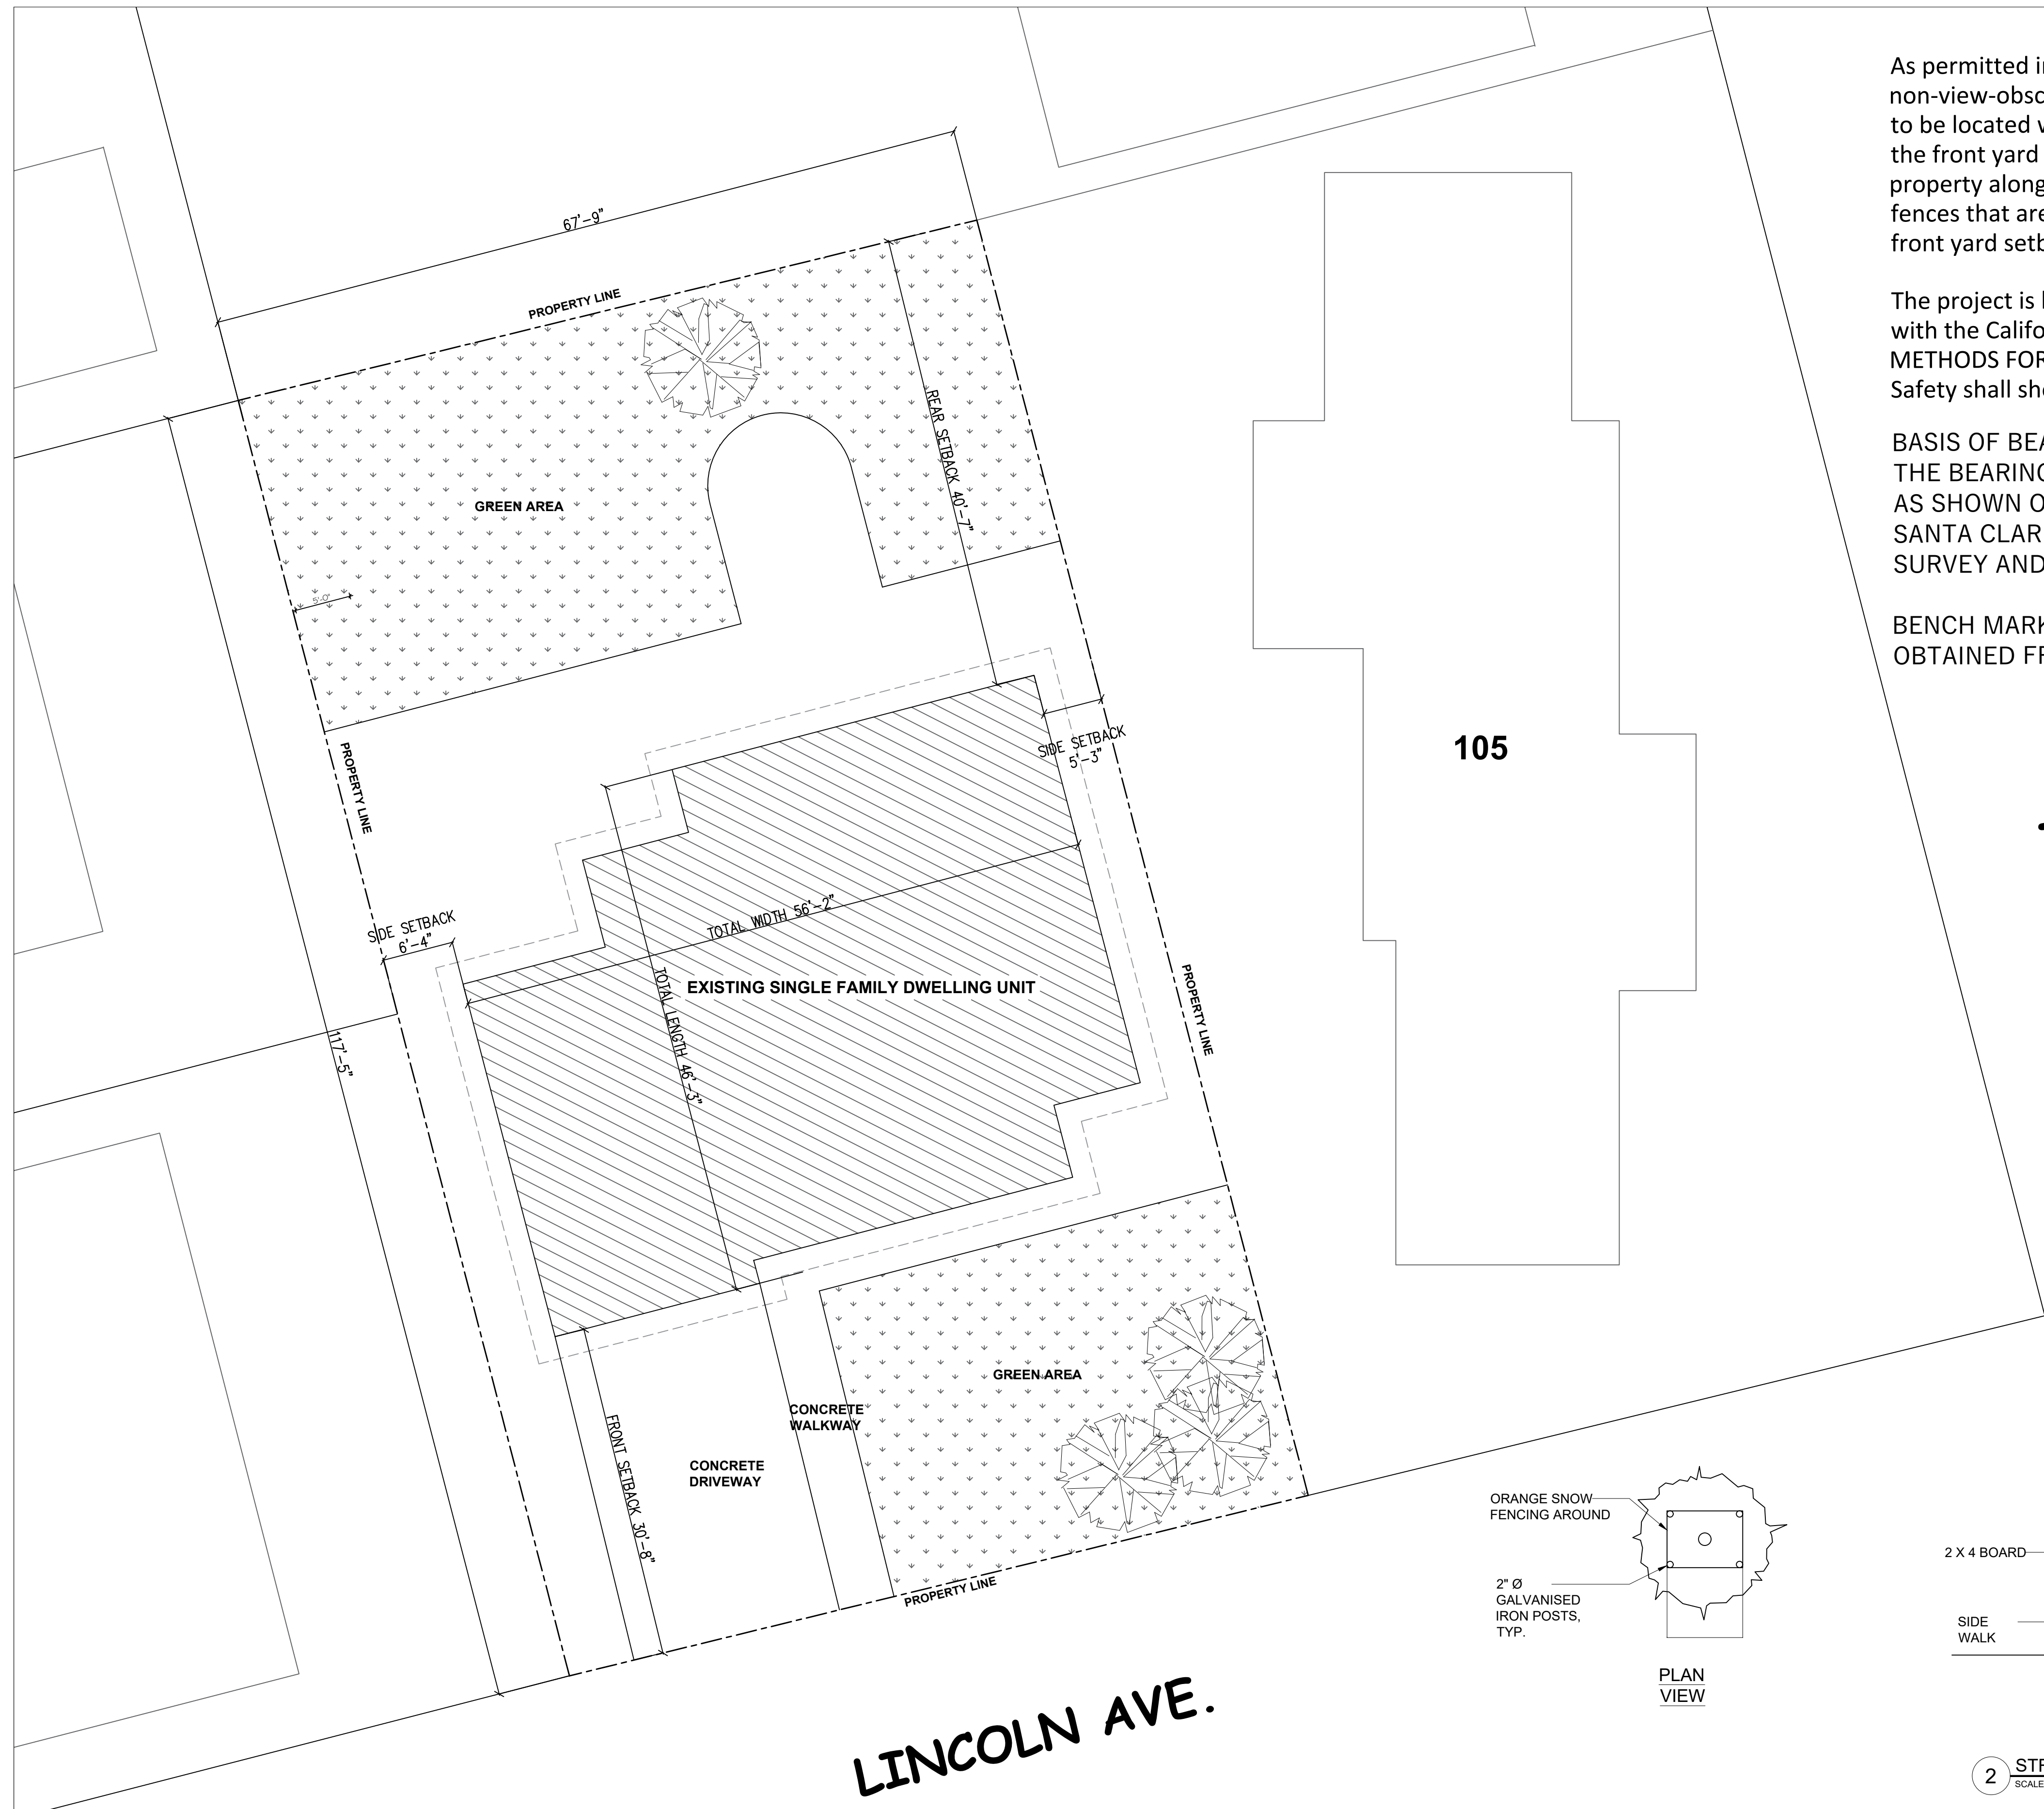 67'-9"
PROPERTY LINE
REAR SETBACK 40'-7"
GREEN AREA
5'-0"
PROPERTY LINE
SIDE SETBACK
5'-3"
SIDE SETBACK
6'-4"
TOTAL WIDTH 56'-2"
EXISTING SINGLE FAMILY DWELLING UNIT
TOTAL LENGTH 46'-3"
117'-5"
PROPERTY LINE
GREEN AREA
CONCRETE
WALKWAY
CONCRETE
DRIVEWAY
FRONT SETBACK 30'-8"
PROPERTY LINE
LINCOLN AVE.
105
As permitted
non-view-obsc
to be located
the front yard
property along
fences that are
front yard setb
The project is
with the Califo
METHODS FOR
Safety shall sh
BASIS OF BEA
THE BEARING
AS SHOWN O
SANTA CLAR
SURVEY AND
BENCH MARK
OBTAINED FR
ORANGE SNOW
FENCING AROUND
2" Ø
GALVANISED
IRON POSTS,
TYP.
PLAN
VIEW
2 X 4 BOARD
SIDE
WALK
2
STR
SCALE